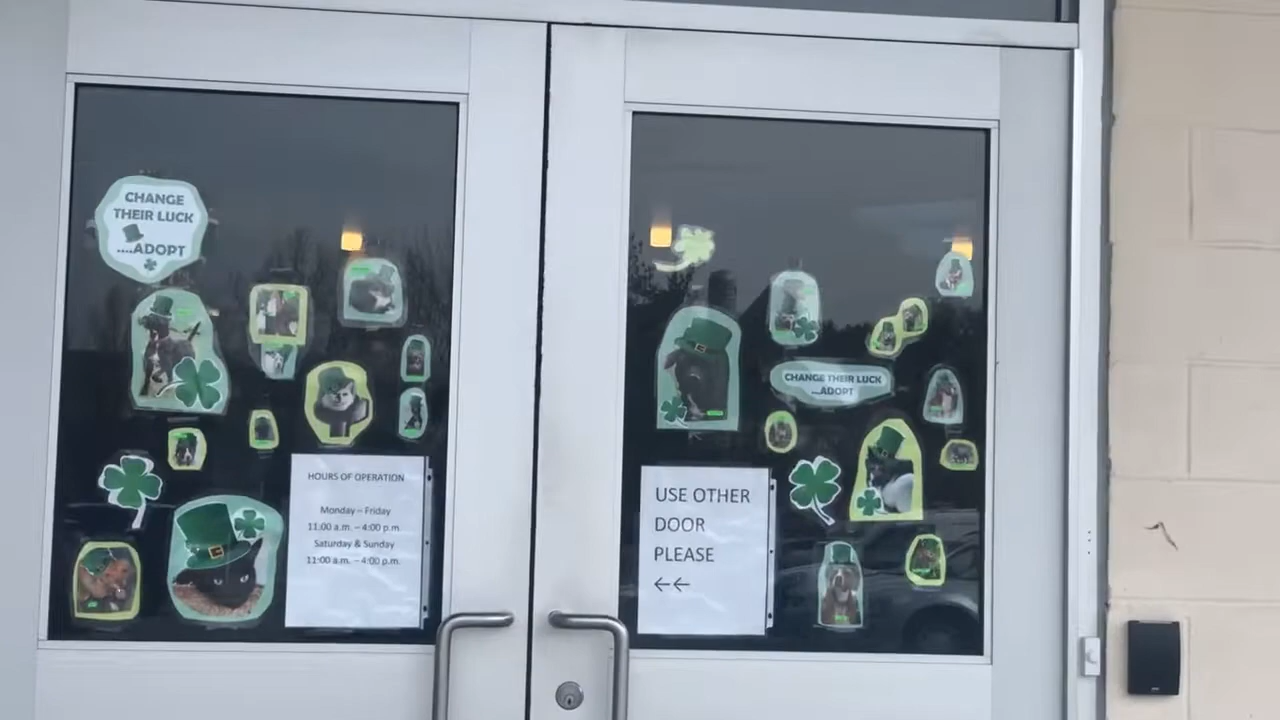 CHANGE
THEIR LUCK
....ADOPT
HOURS OF OPERATION
Monday – Friday
11:00 a.m. – 4:00 p.m.
Saturday & Sunday
11:00 a.m. – 4:00 p.m.
CHANGE THEIR LUCK
...ADOPT
USE OTHER
DOOR
PLEASE
←←